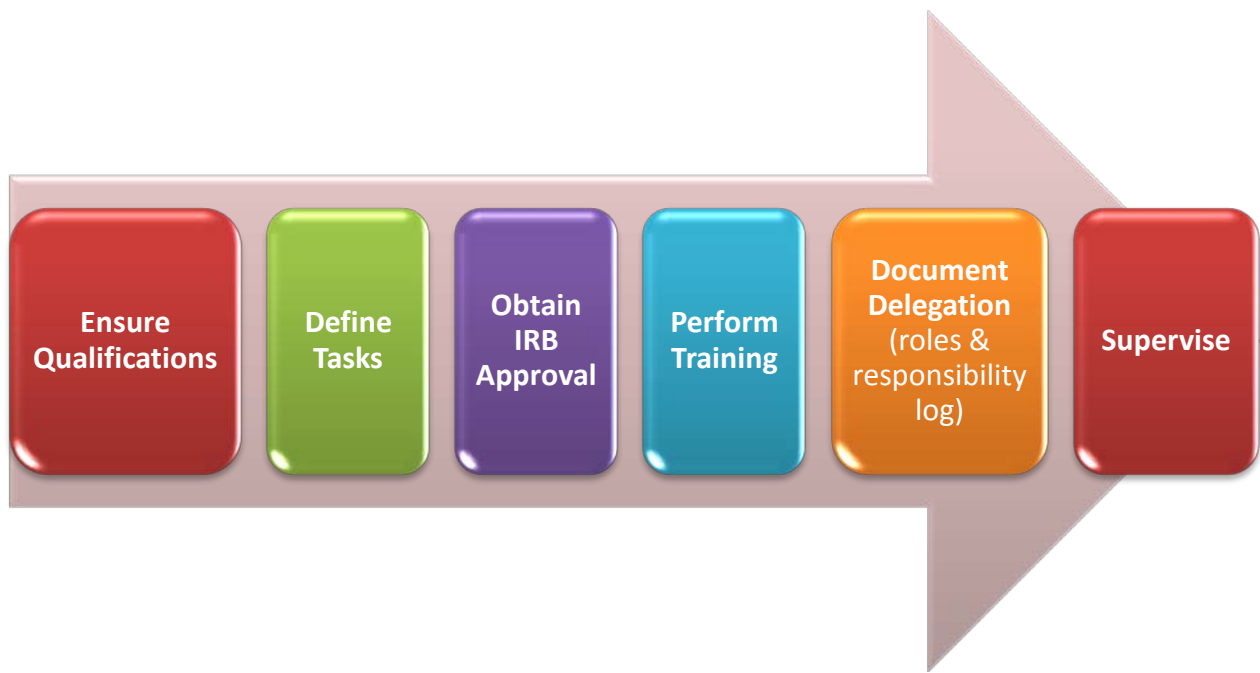 Ensure
Qualifications
Define
Tasks
Obtain
IRB
Approval
Perform
Training
Document
Delegation
(roles &
responsibility
log)
Supervise